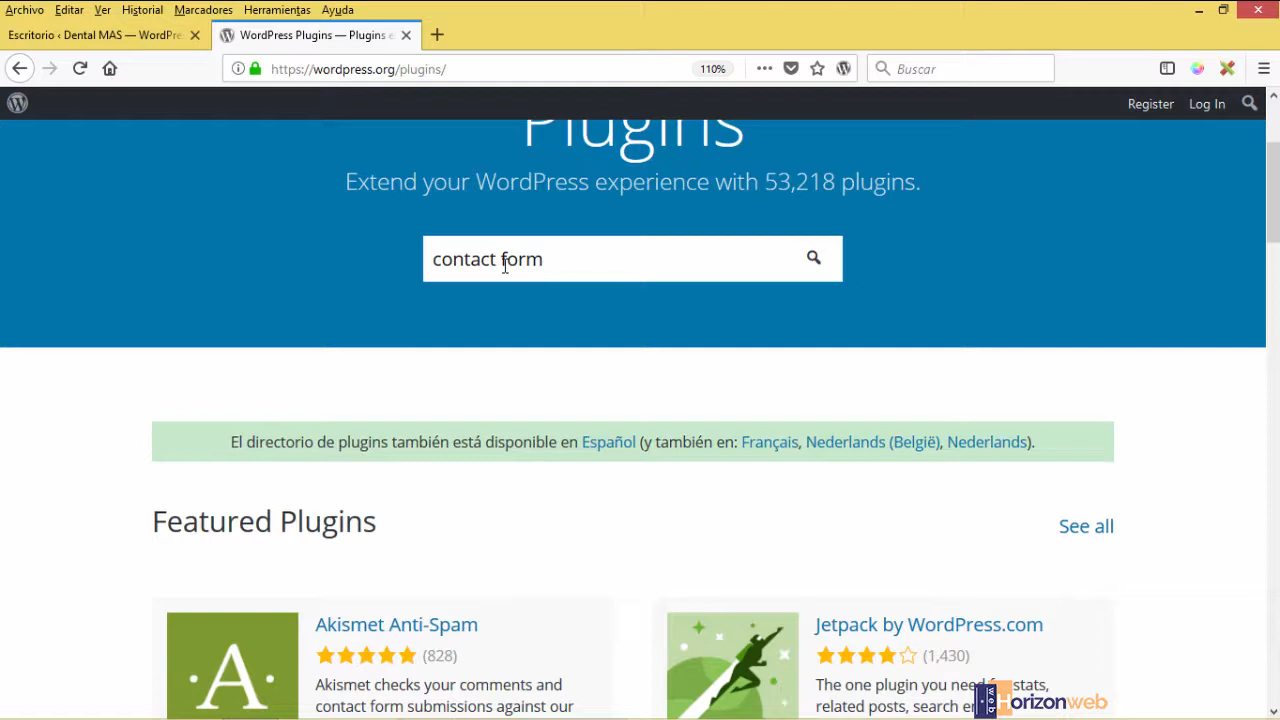 Archivo Editar Ver Historial Marcadores Herramientas Ayuda
Escritorio ‹ Dental MAS — WordPre
WordPress Plugins — Plugins e
https://wordpress.org/plugins/
110%
Buscar
Register Log In
Plugins
Extend your WordPress experience with 53,218 plugins.
contact form
El directorio de plugins también está disponible en Español (y también en: Français, Nederlands (België), Nederlands).
Featured Plugins
See all
Akismet Anti-Spam
(828)
Akismet checks your comments and
contact form submissions against our
Jetpack by WordPress.com
(1,430)
The one plugin you need for stats,
related posts, search en
web Horizonweb